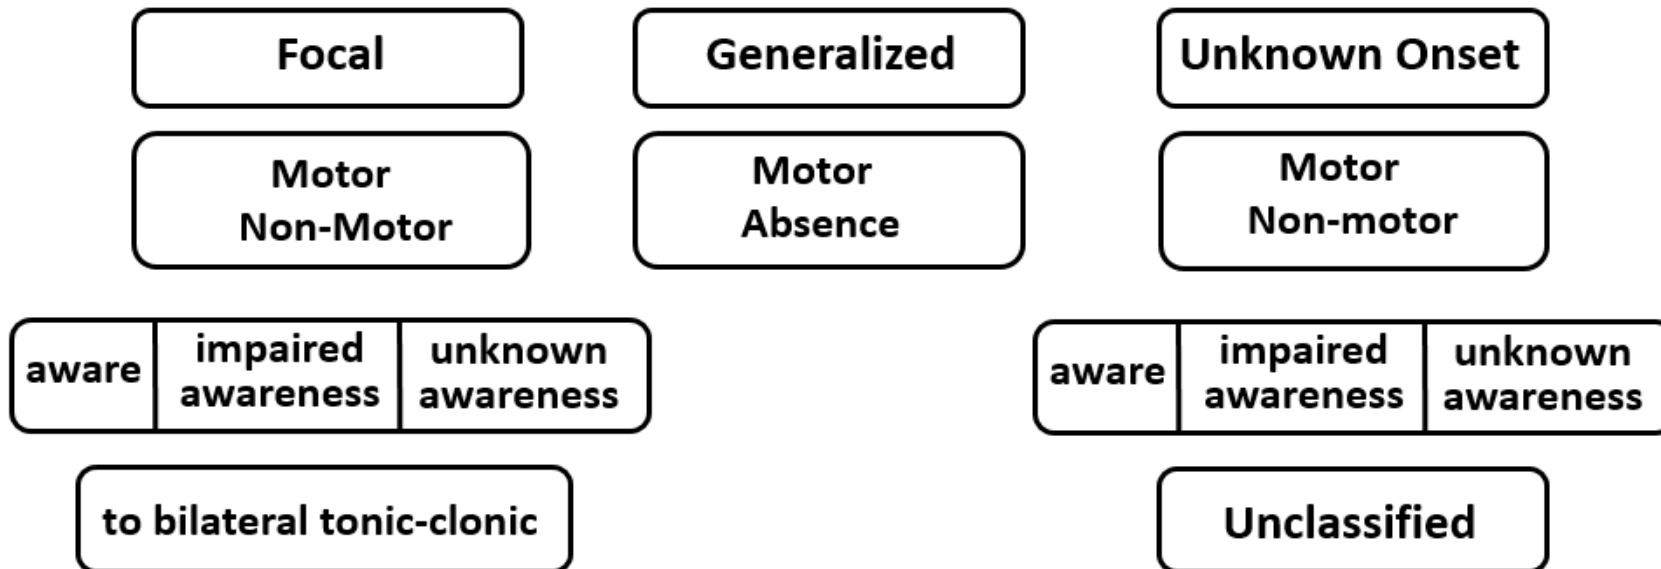 Focal
Generalized
Unknown Onset
Motor
Non-Motor
Motor
Absence
Motor
Non-motor
aware
impaired
awareness
unknown
awareness
aware
impaired
awareness
unknown
awareness
to bilateral tonic-clonic
Unclassified